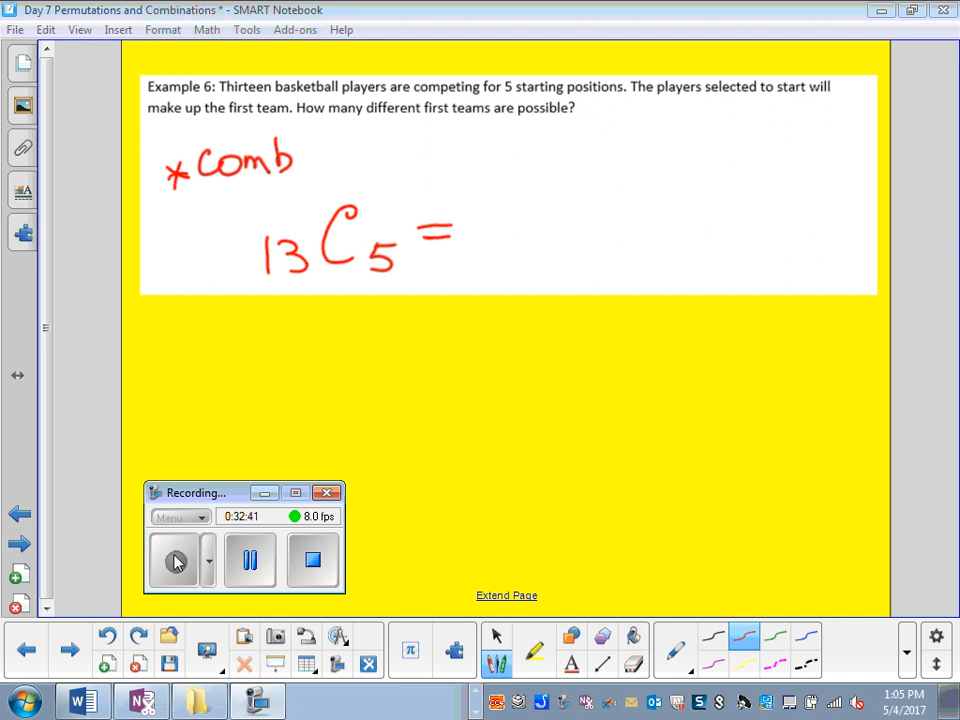 Day 7 Permutations and Combinations * - SMART Notebook
File Edit View Insert Format Math Tools Add-ons Help
Example 6: Thirteen basketball players are competing for 5 starting positions. The players selected to start will
make up the first team. How many different first teams are possible?
*Comb
13 C 5 =
Recording...
Menu 0:32:41 8.0 fps
Extend Page
1:05 PM
5/4/2017